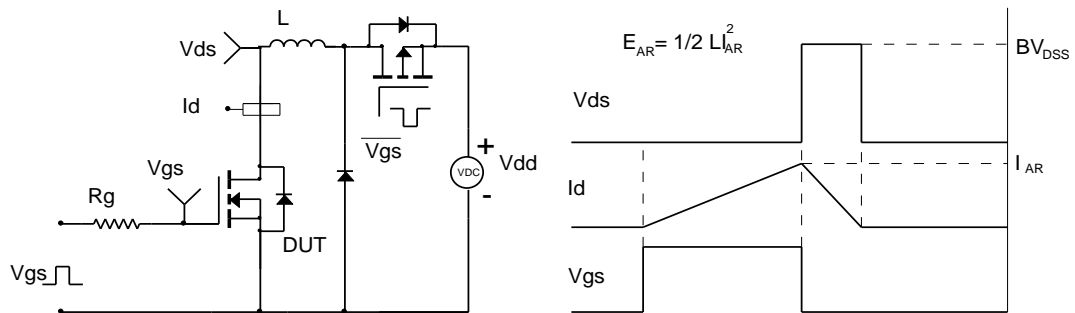 L
Vds
Id
Vgs
Rg
DUT
Vgs
Vgs
+
VDC
-
Vdd
E_AR = 1/2 LI_AR^2
BV_DSS
Vds
I_AR
Id
Vgs